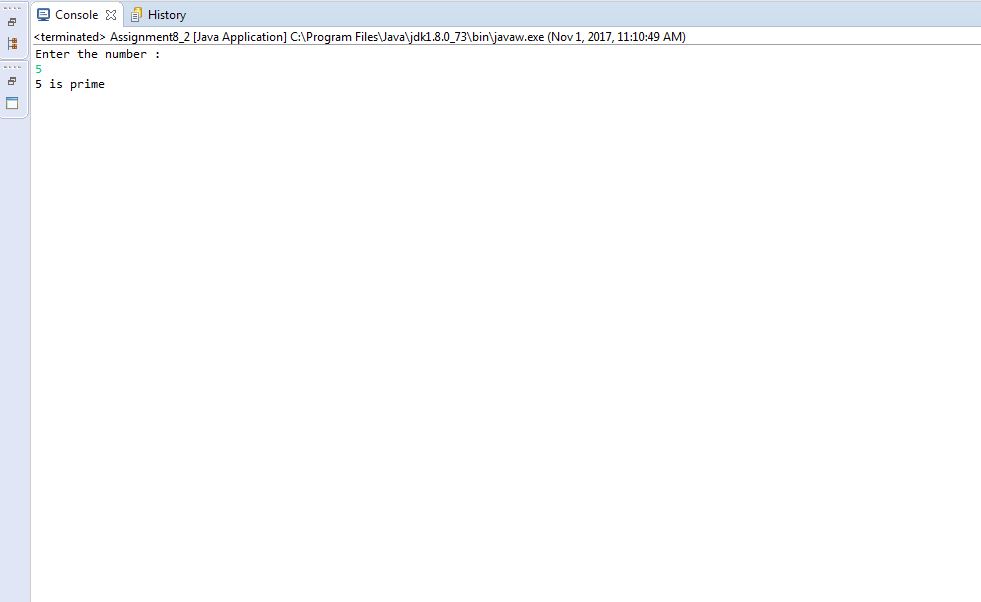 Console History
<terminated> Assignment8_2 [Java Application] C:\Program Files\Java\jdk1.8.0_73\bin\javaw.exe (Nov 1, 2017, 11:10:49 AM)
Enter the number :
5
5 is prime